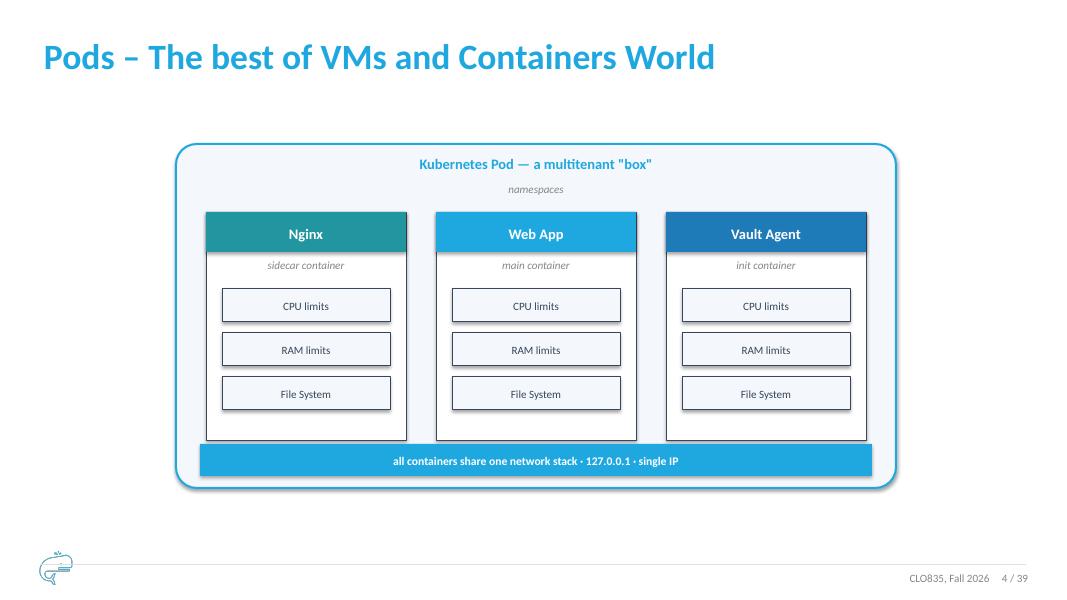 Pods – The best of VMs and Containers World
Kubernetes Pod — a multitenant "box"
namespaces
Nginx
sidecar container
CPU limits
RAM limits
File System
Web App
main container
CPU limits
RAM limits
File System
Vault Agent
init container
CPU limits
RAM limits
File System
all containers share one network stack · 127.0.0.1 · single IP
CLO835, Fall 2026 4 / 39